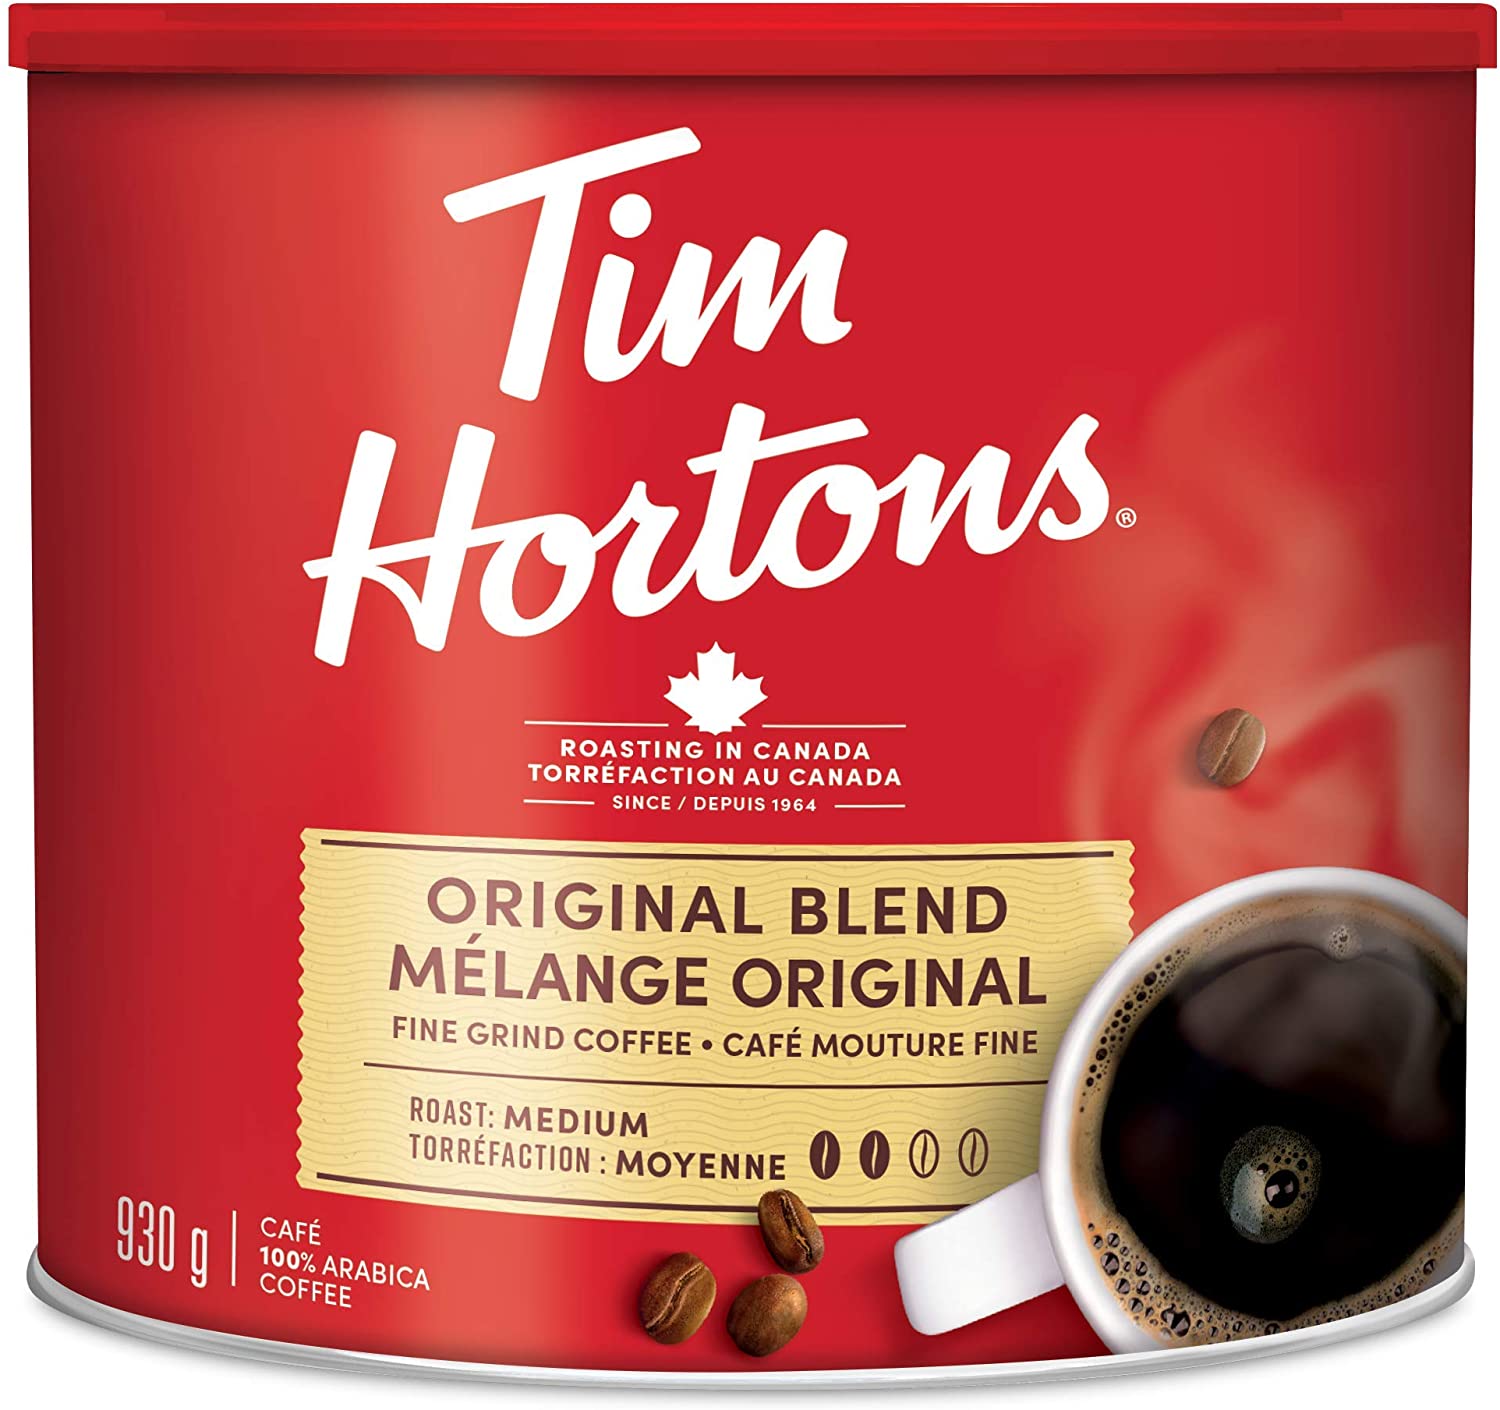 Tim
Hortons®
ROASTING IN CANADA
TORRÉFACTION AU CANADA
SINCE / DEPUIS 1964
ORIGINAL BLEND
MÉLANGE ORIGINAL
FINE GRIND COFFEE • CAFÉ MOUTURE FINE
ROAST: MEDIUM
TORRÉFACTION : MOYENNE
930 g
CAFÉ
100% ARABICA
COFFEE